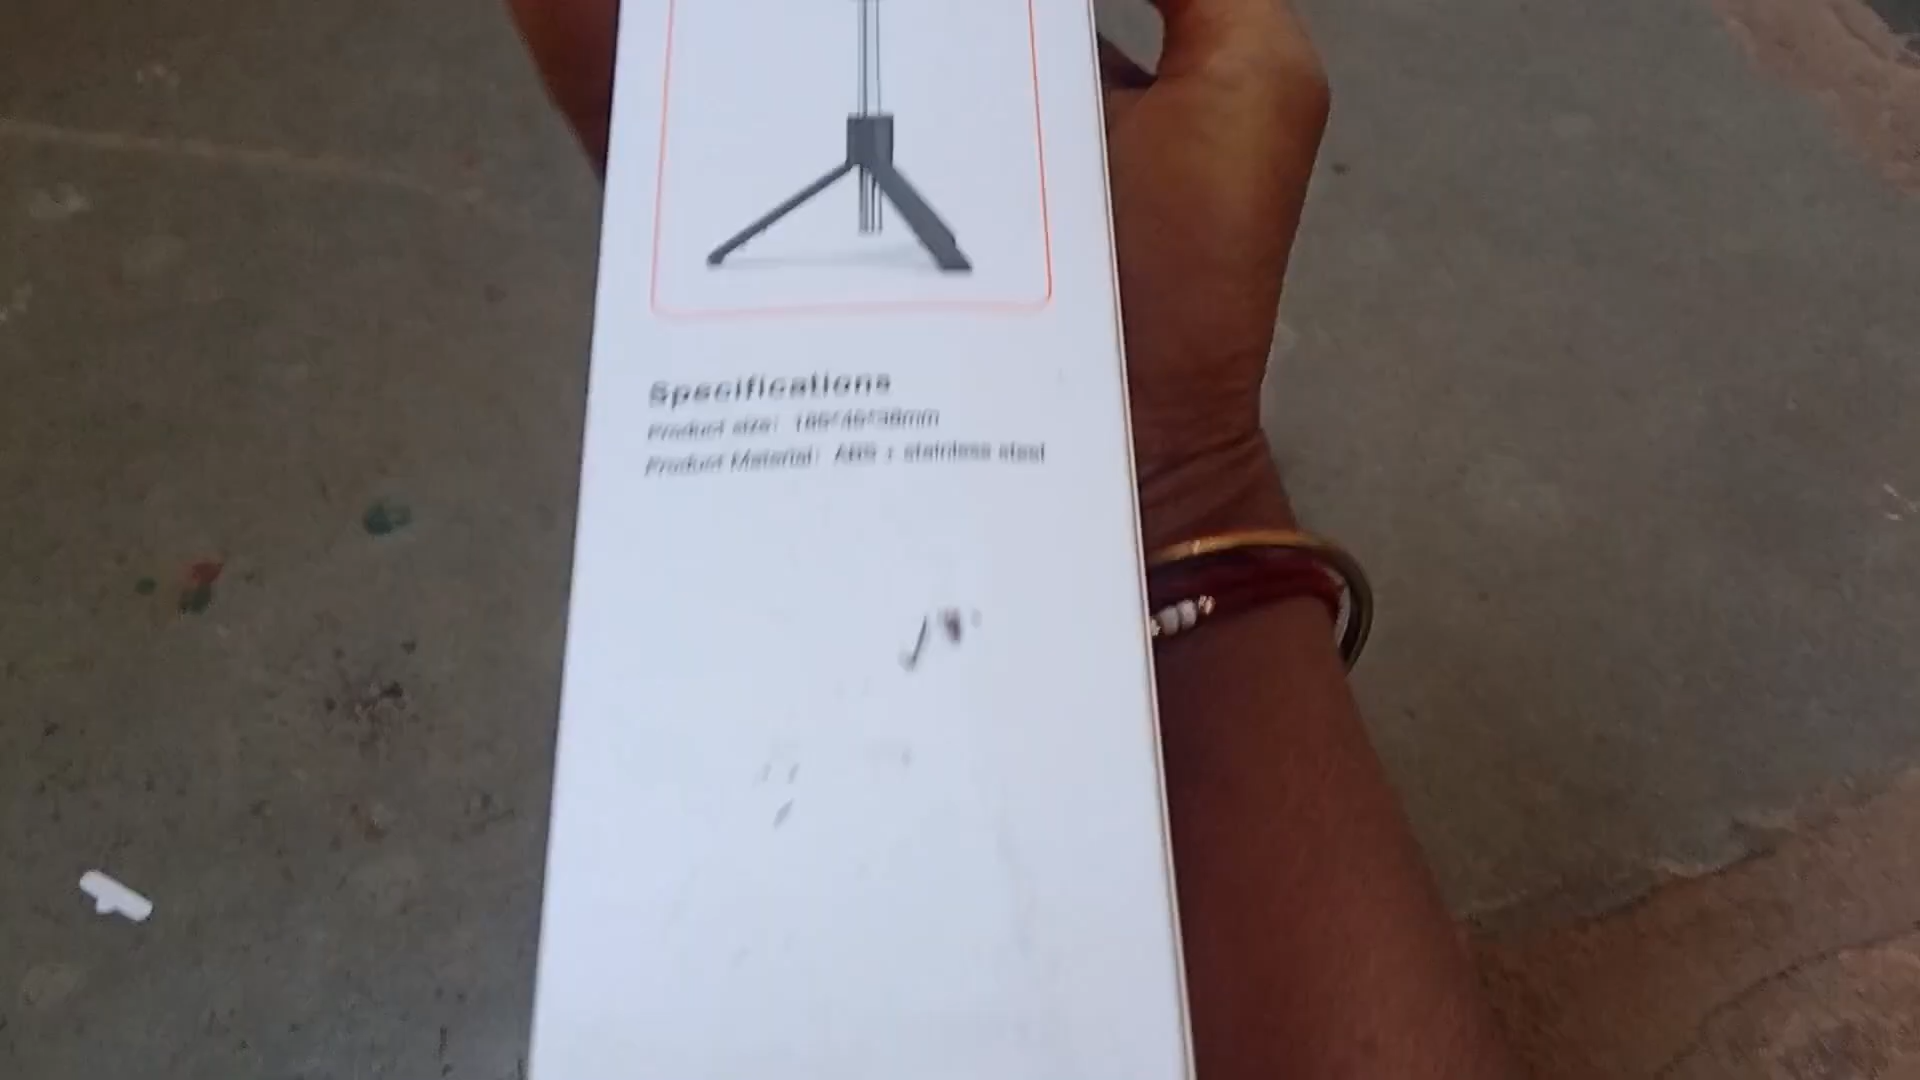 Specifications
Product size:
Product Material: ABS + stainless steel